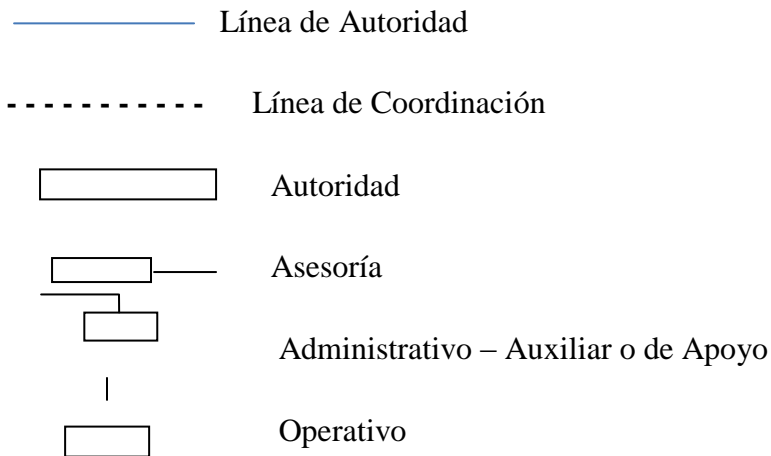 Línea de Autoridad
Línea de Coordinación
Autoridad
Asesoría
Administrativo – Auxiliar o de Apoyo
Operativo